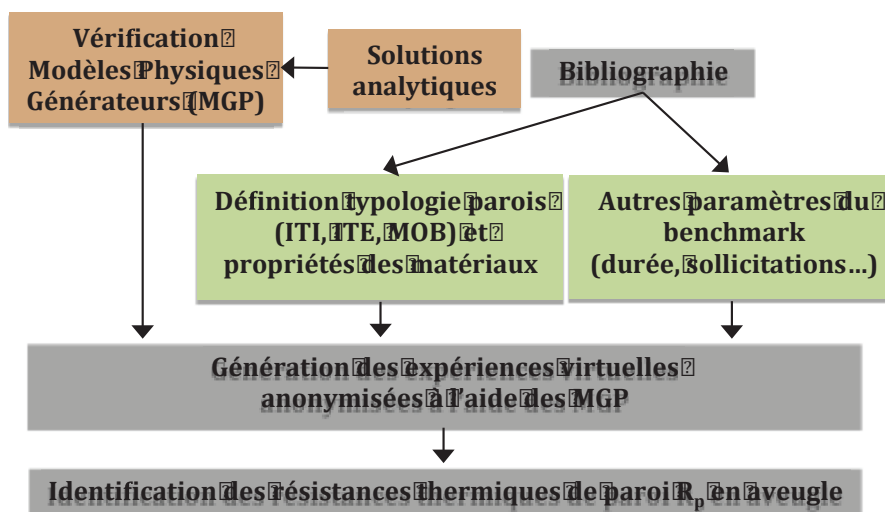 Vérification
Modèles Physiques
Générateurs (MGP)
Solutions
analytiques
Bibliographie
Définition typologie parois
(ITI, ITE, MOB) et
propriétés des matériaux
Autres paramètres du
benchmark
(durée, sollicitations…)
Génération des expériences virtuelles
anonymisées à l'aide des MGP
Identification des résistances thermiques de paroi Rp en aveugle